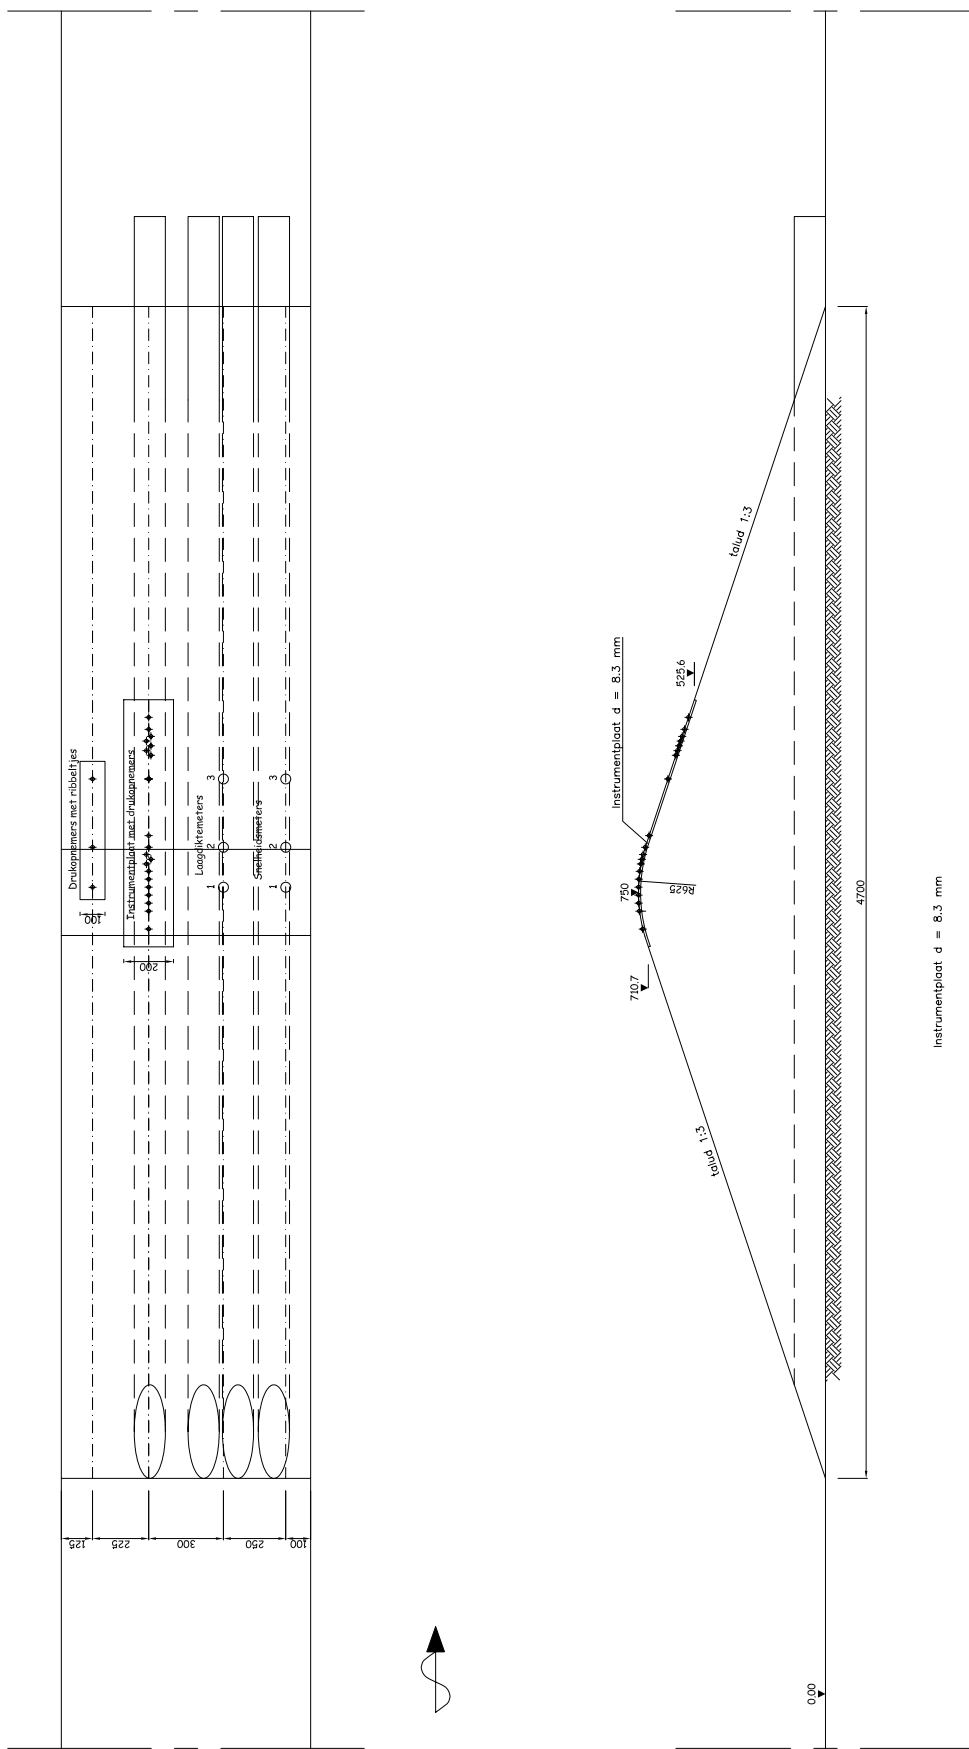 Drukopnemers met ribbeltjes
100
Instrumentplaat met drukopnemers
200
Laagdiktemeters
1 2 3
Snelheidsmeters
1 2 3
125
225
300
250
100
Instrumentplaat d = 8.3 mm
talud 1:3
525.6
750
R625
710.7
talud 1:3
4700
0.00
Instrumentplaat d = 8.3 mm